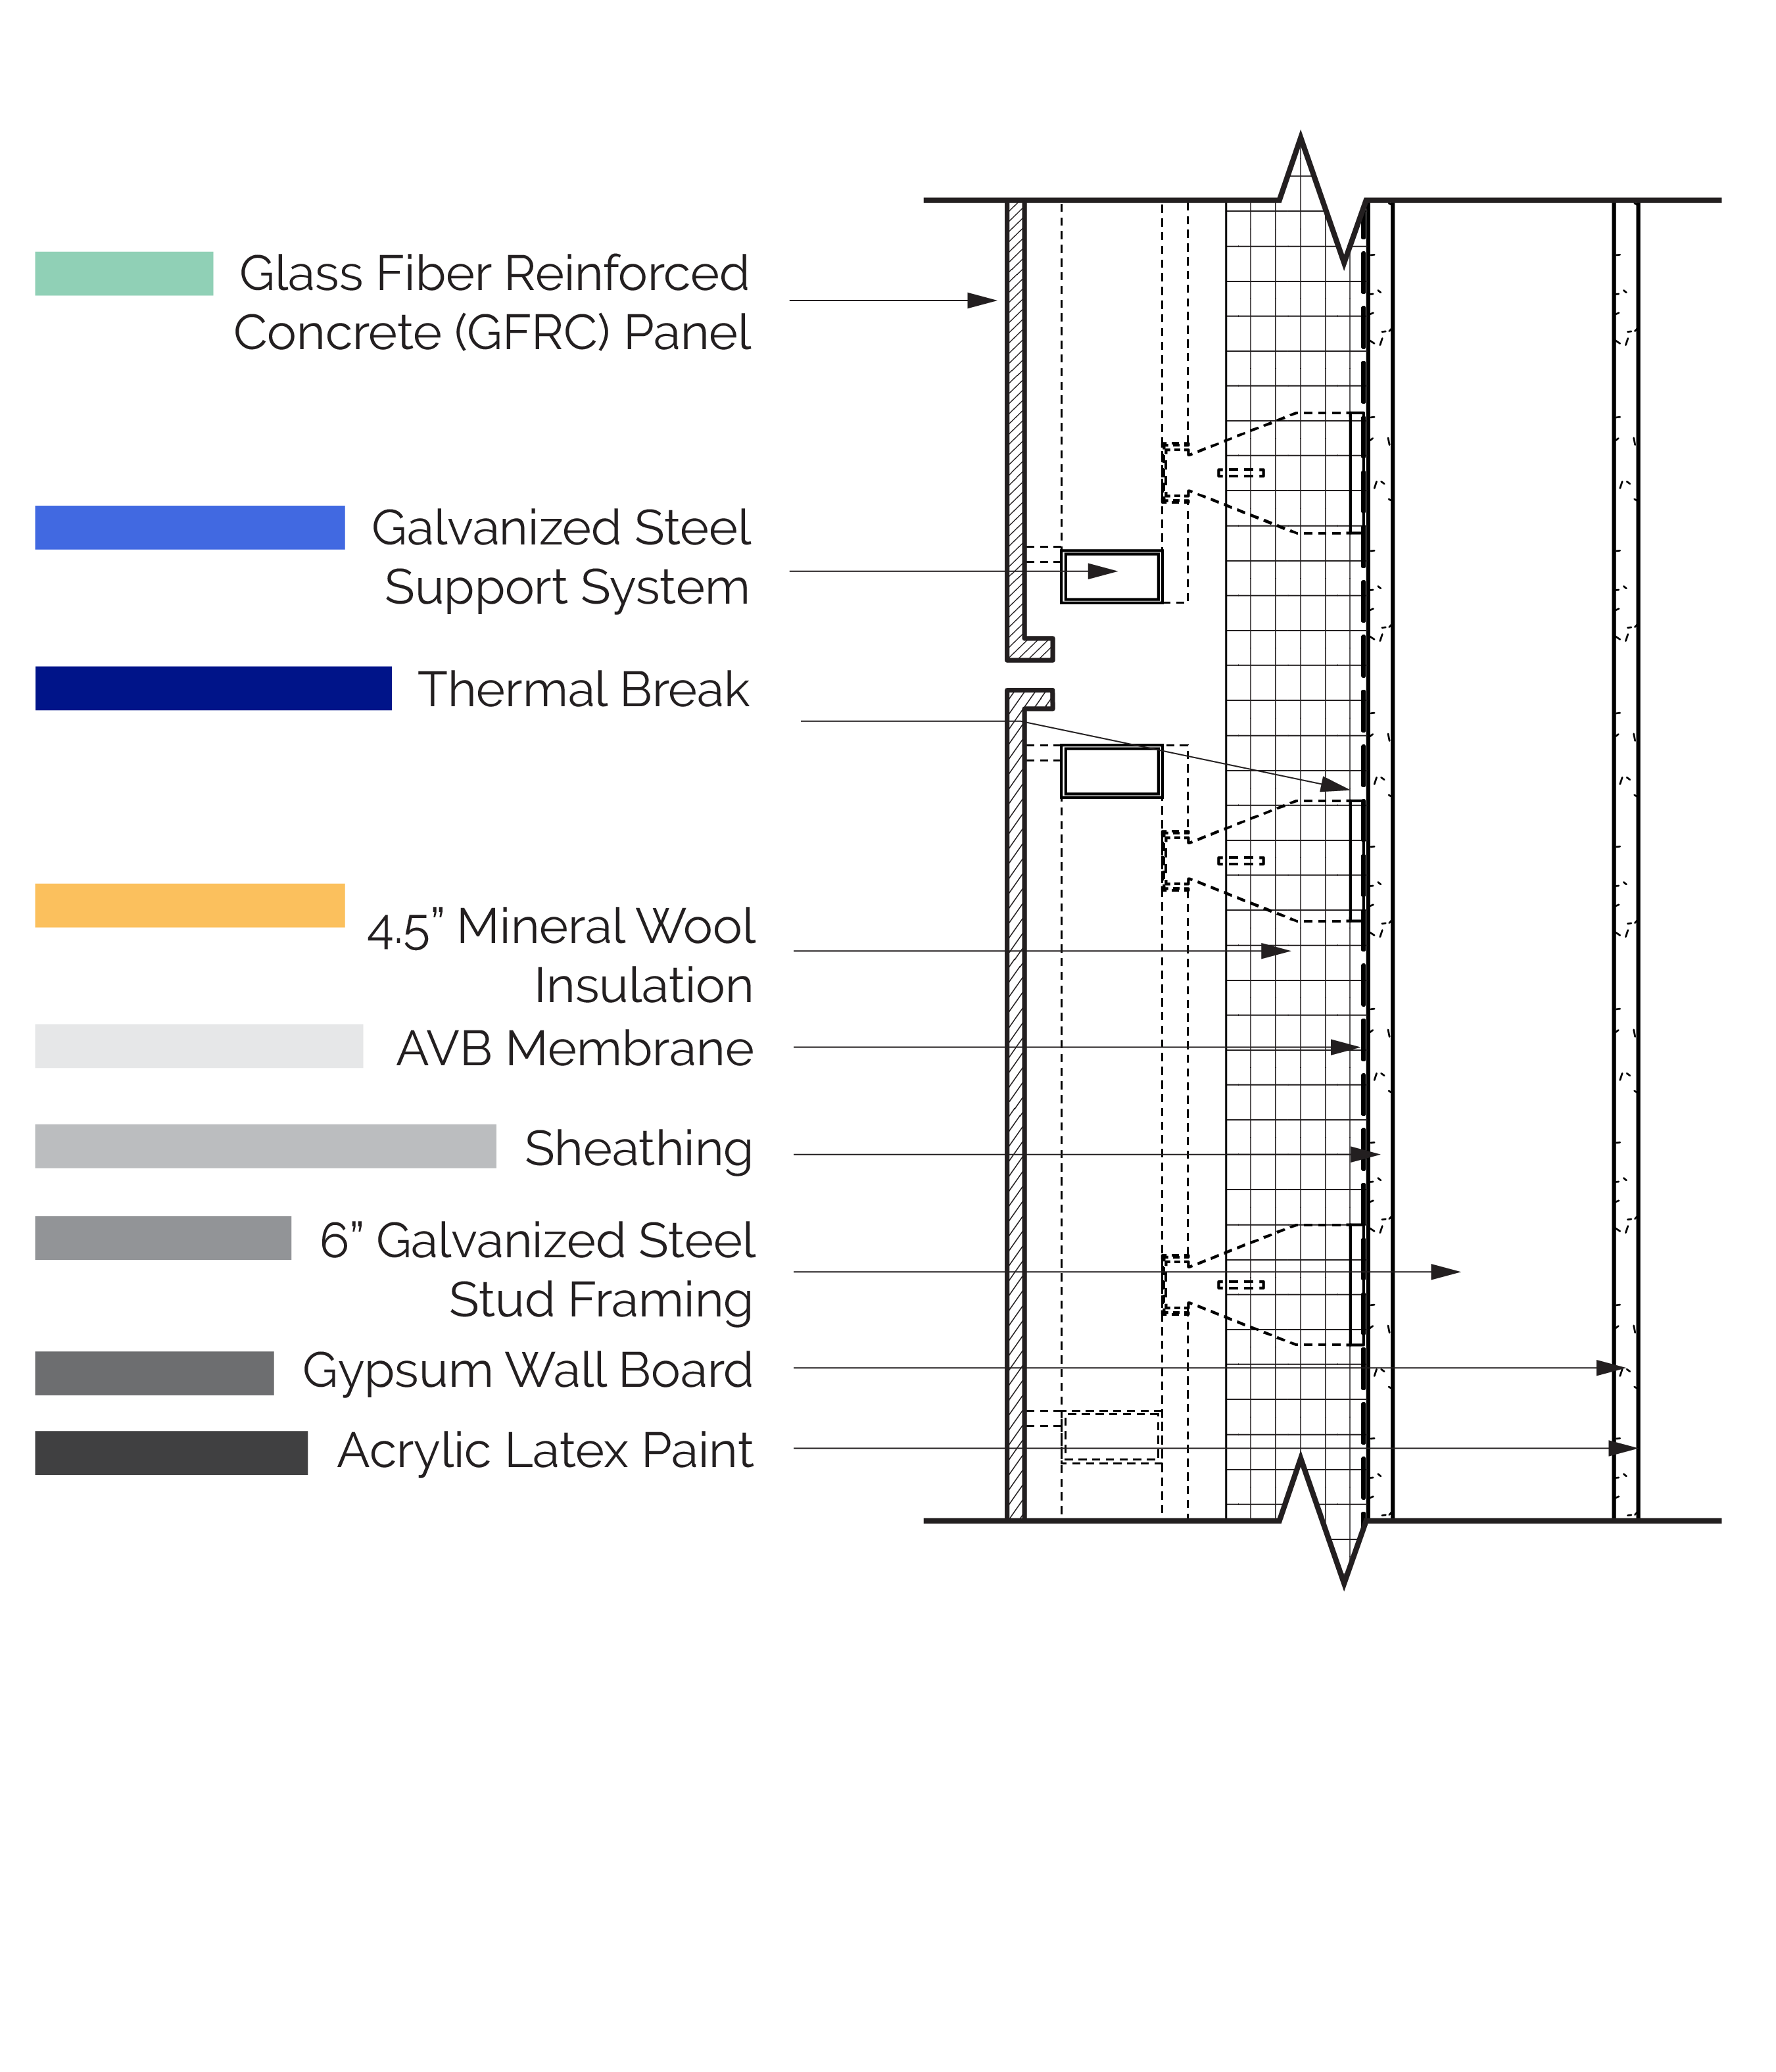 Glass Fiber Reinforced
Concrete (GFRC) Panel
Galvanized Steel
Support System
Thermal Break
4.5” Mineral Wool
Insulation
AVB Membrane
Sheathing
6” Galvanized Steel
Stud Framing
Gypsum Wall Board
Acrylic Latex Paint